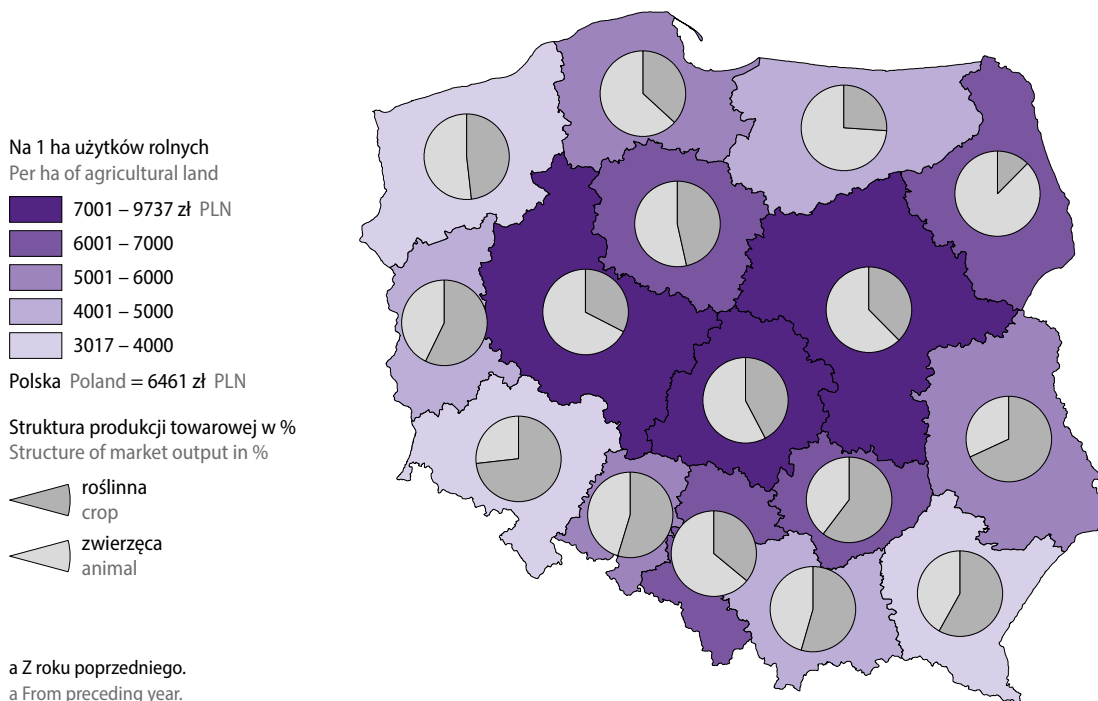 Na 1 ha użytków rolnych
Per ha of agricultural land
7001 – 9737 zł PLN
6001 – 7000
5001 – 6000
4001 – 5000
3017 – 4000
Polska Poland = 6461 zł PLN
Struktura produkcji towarowej w %
Structure of market output in %
roślinna
crop
zwierzęca
animal
a Z roku poprzedniego.
a From preceding year.